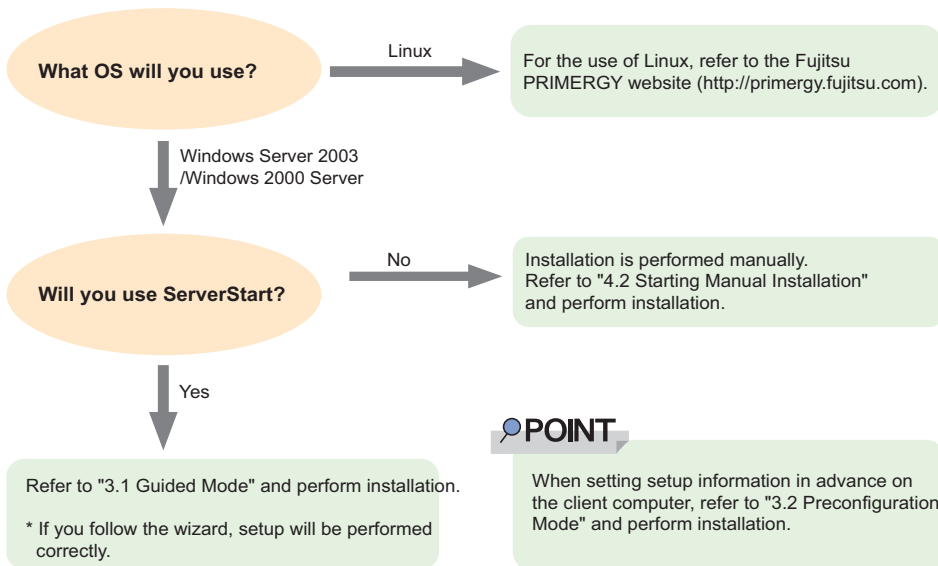 What OS will you use?
Linux
For the use of Linux, refer to the Fujitsu
PRIMERGY website (http://primergy.fujitsu.com).
Windows Server 2003
/Windows 2000 Server
Will you use ServerStart?
No
Installation is performed manually.
Refer to "4.2 Starting Manual Installation"
and perform installation.
Yes
Refer to "3.1 Guided Mode" and perform installation.
* If you follow the wizard, setup will be performed
correctly.
POINT
When setting setup information in advance on
the client computer, refer to "3.2 Preconfiguration
Mode" and perform installation.